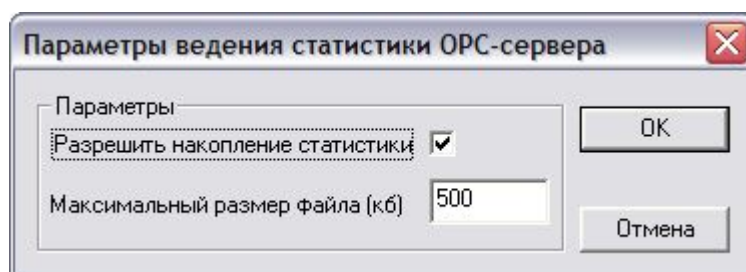 Параметры ведения статистики OPC-сервера
Параметры
Разрешить накопление статистики
OK
Максимальный размер файла (кб) 500
Отмена